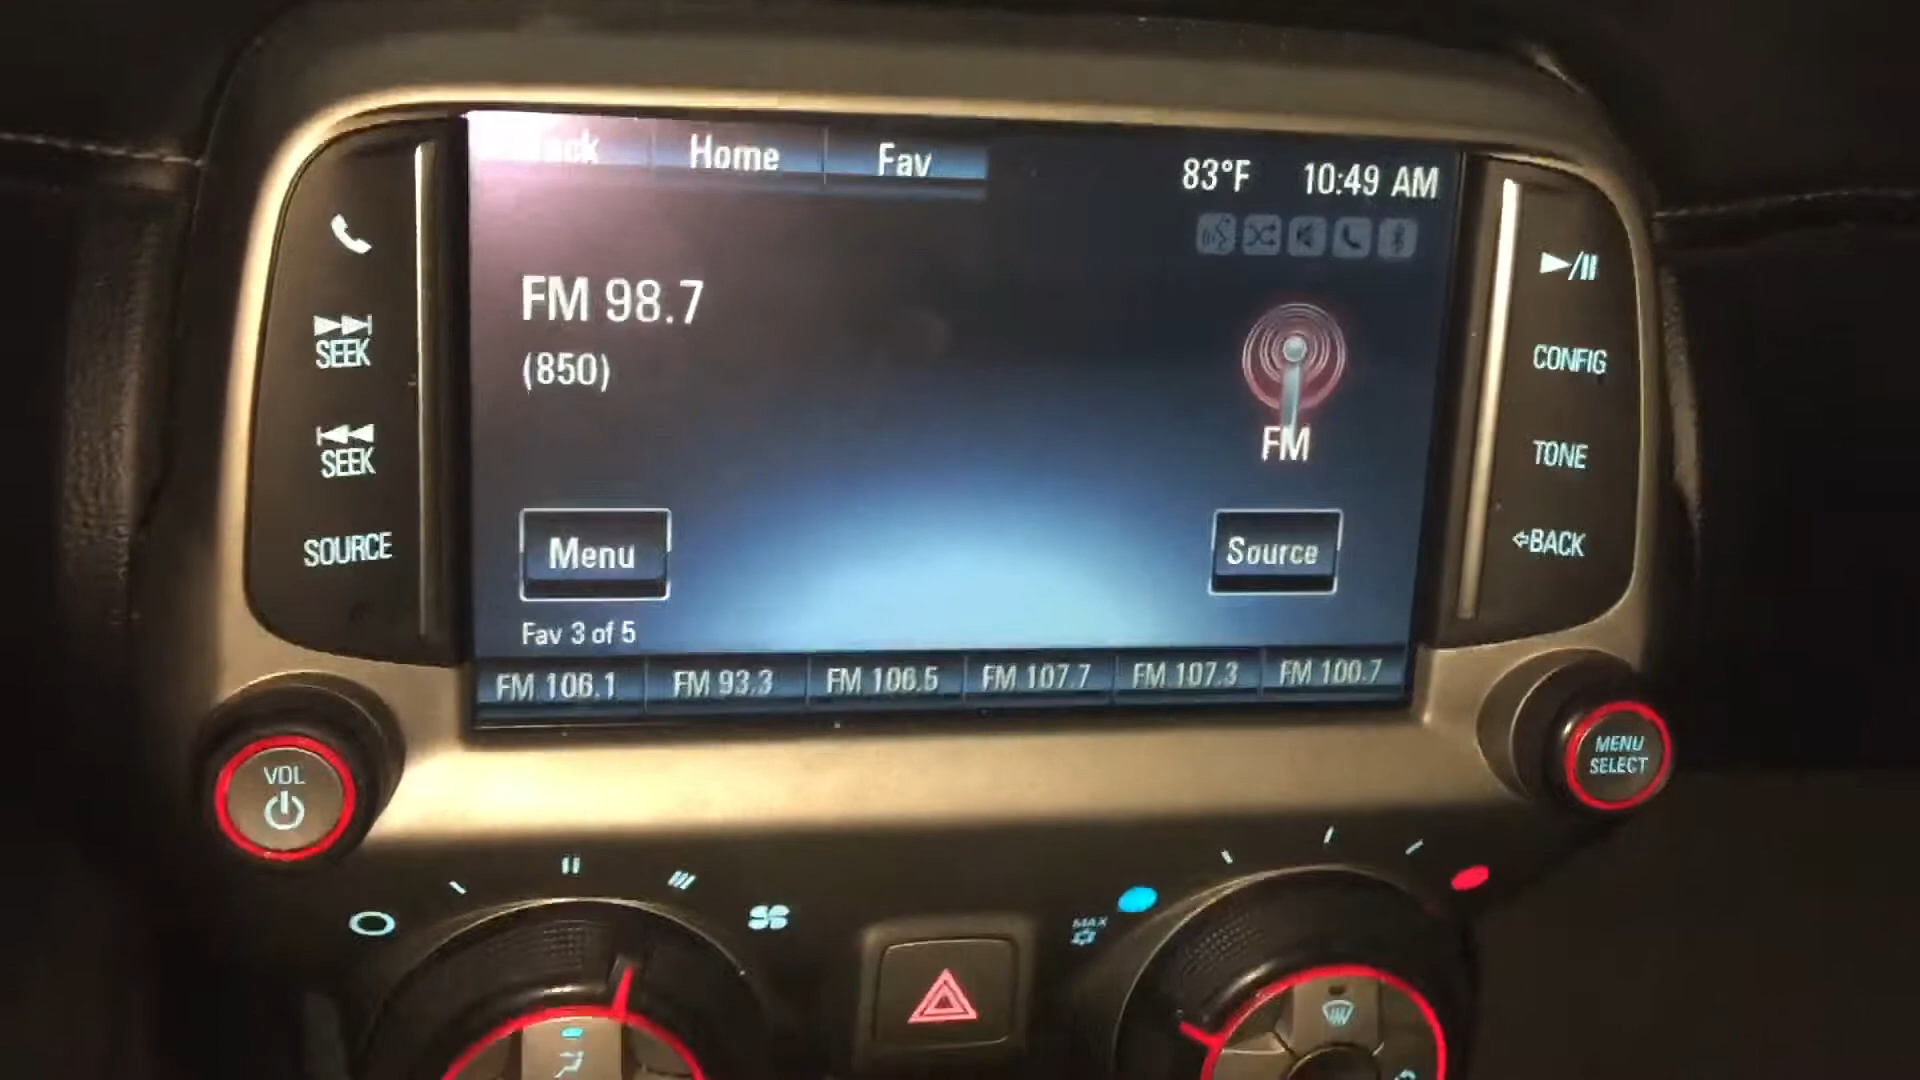 Home
Fav
83°F 10:49 AM
FM 98.7
(850)
FM
Menu
Source
Fav 3 of 5
FM 106.1
FM 93.3
FM 106.5
FM 107.7
FM 107.3
FM 100.7
SEEK
SEEK
SOURCE
CONFIG
TONE
BACK
VOL
MENU
SELECT
MAX